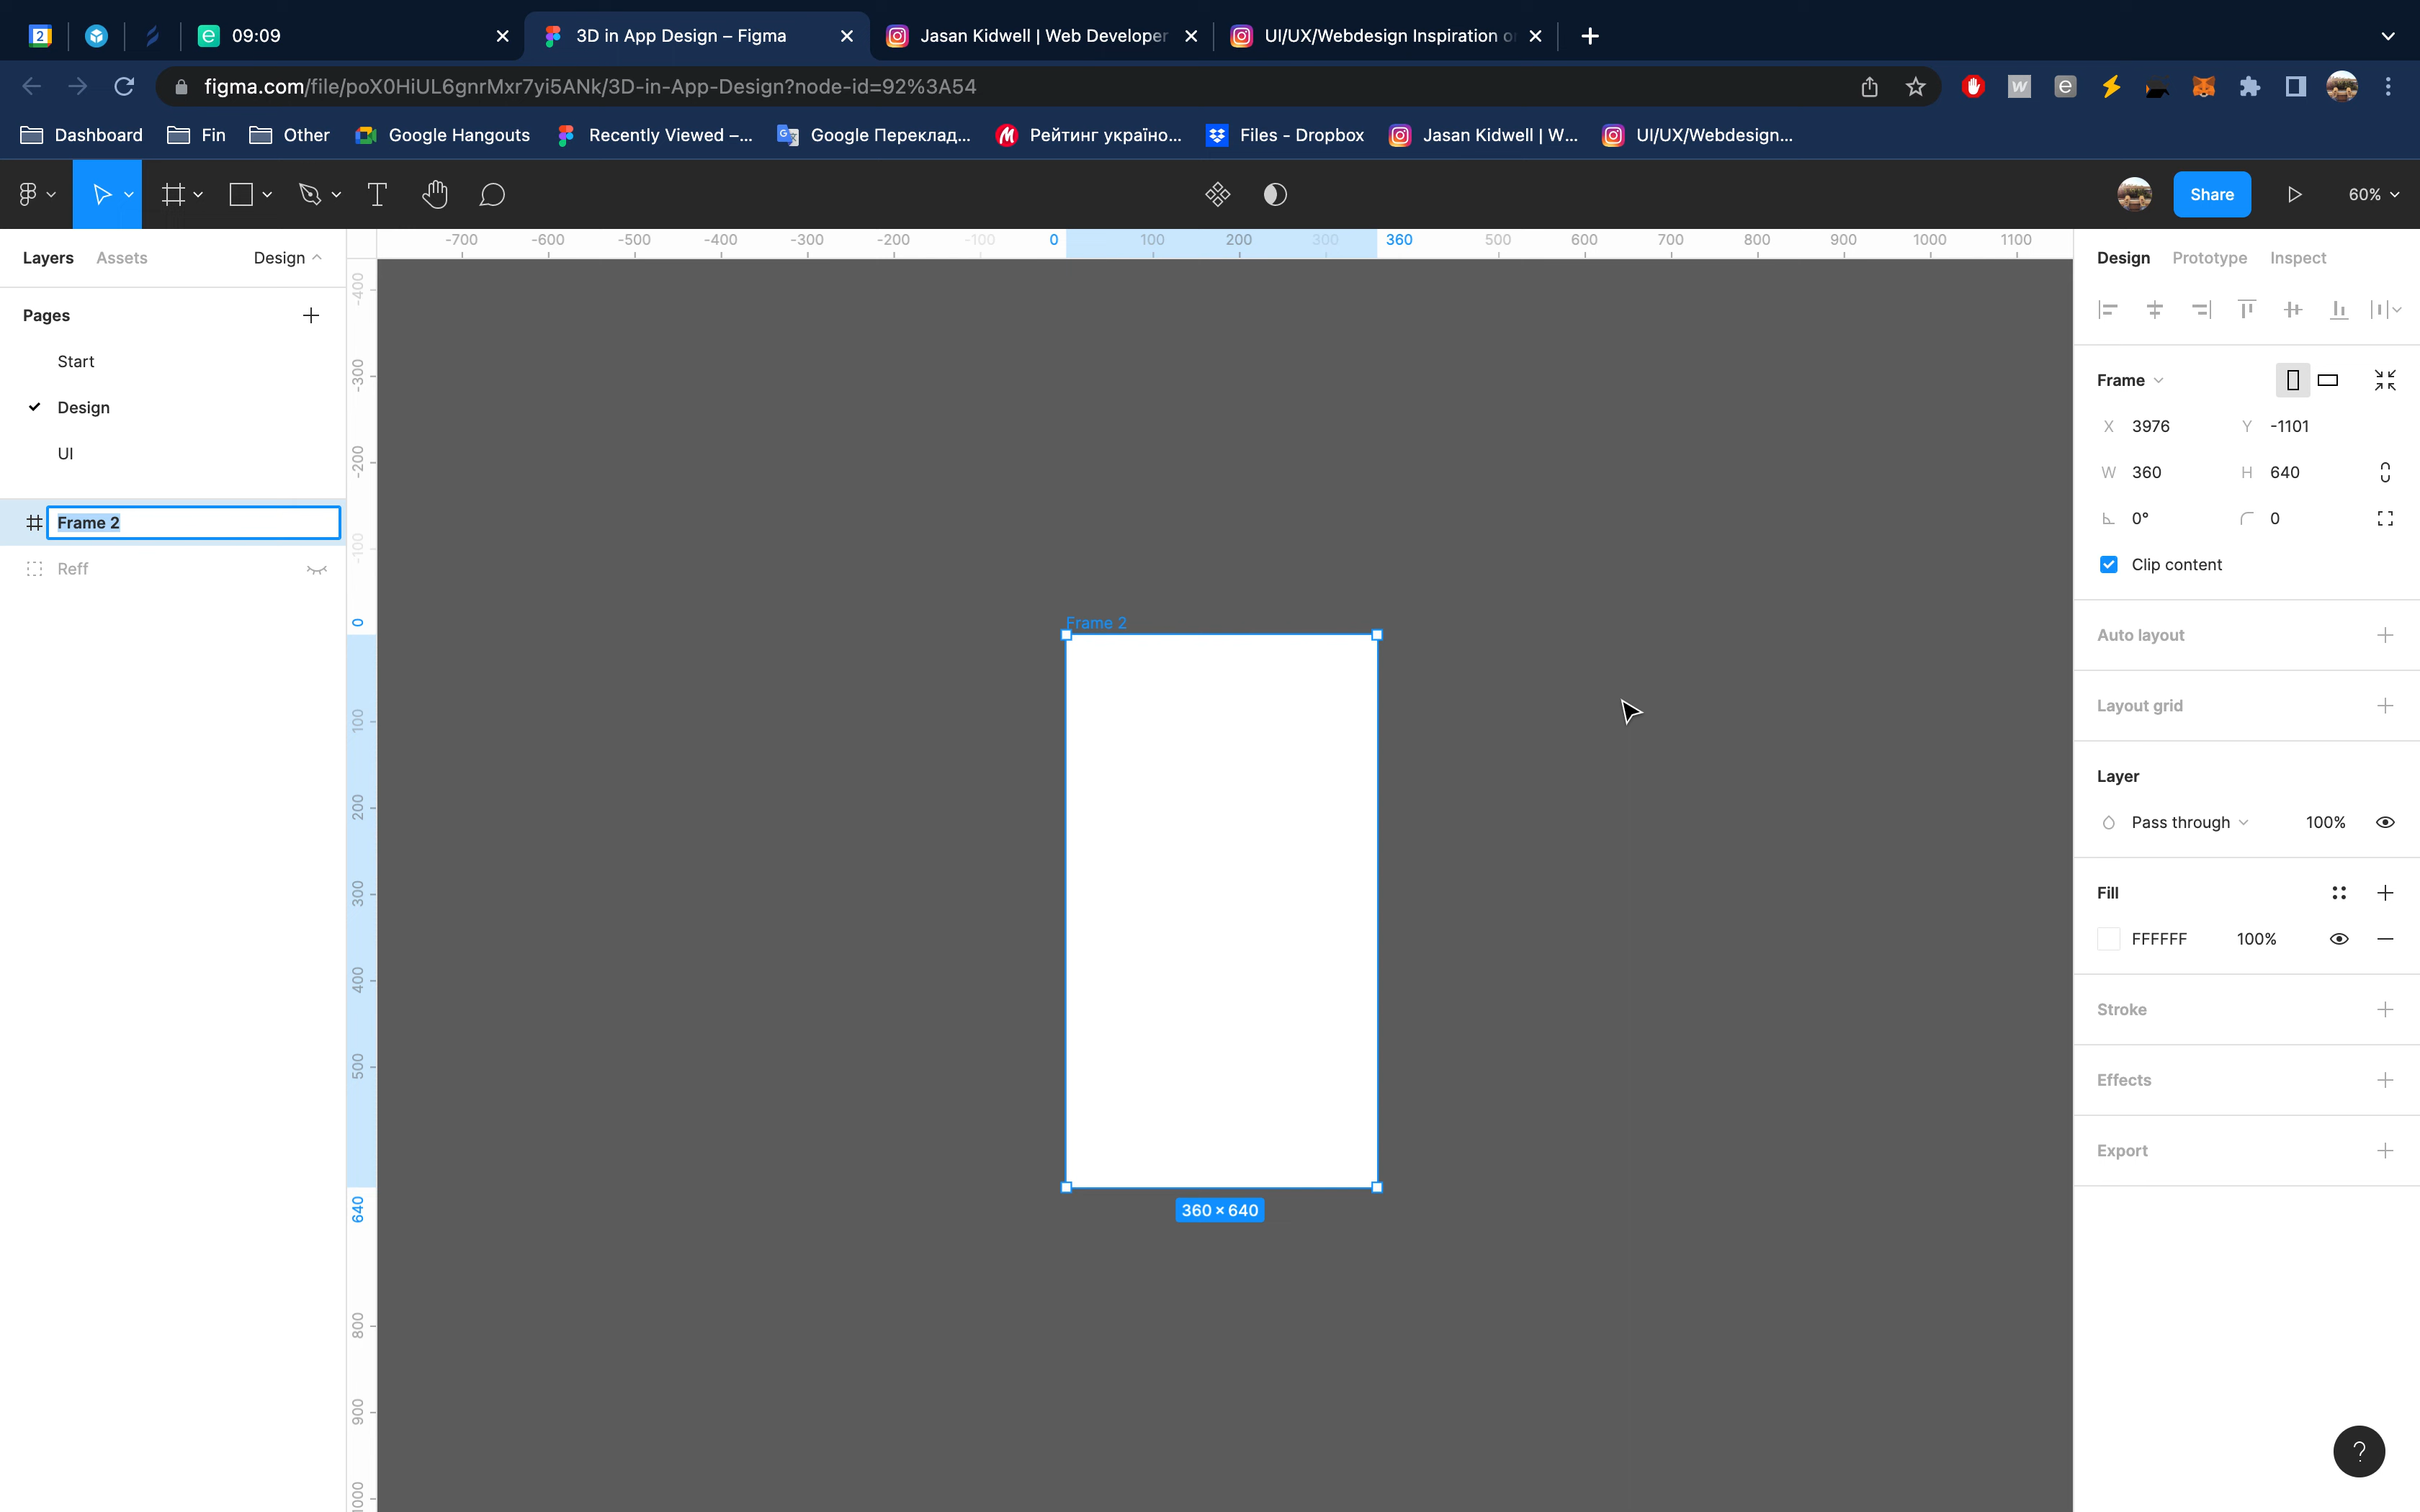 2
09:09
3D in App Design – Figma
Jasan Kidwell | Web Developer
UI/UX/Webdesign Inspiration o
figma.com/file/poX0HiUL6gnrMxr7yi5ANk/3D-in-App-Design?node-id=92%3A54
Dashboard
Fin
Other
Google Hangouts
Recently Viewed –...
Google Переклад...
Рейтинг україно...
Files - Dropbox
Jasan Kidwell | W...
UI/UX/Webdesign...
Share
60%
Layers
Assets
Design
Pages
Start
Design
UI
Frame 2
Reff
-700 -600 -500 -400 -300 -200 -100 0 100 200 300 360 500 600 700 800 900 1000 1100
-400
-300
-200
-100
0
100
200
300
400
500
640
800
900
Frame 2
360 × 640
Design
Prototype
Inspect
Frame
X 3976 Y -1101
W 360 H 640
0° 0
Clip content
Auto layout
Layout grid
Layer
Pass through 100%
Fill
FFFFFF 100%
Stroke
Effects
Export
?